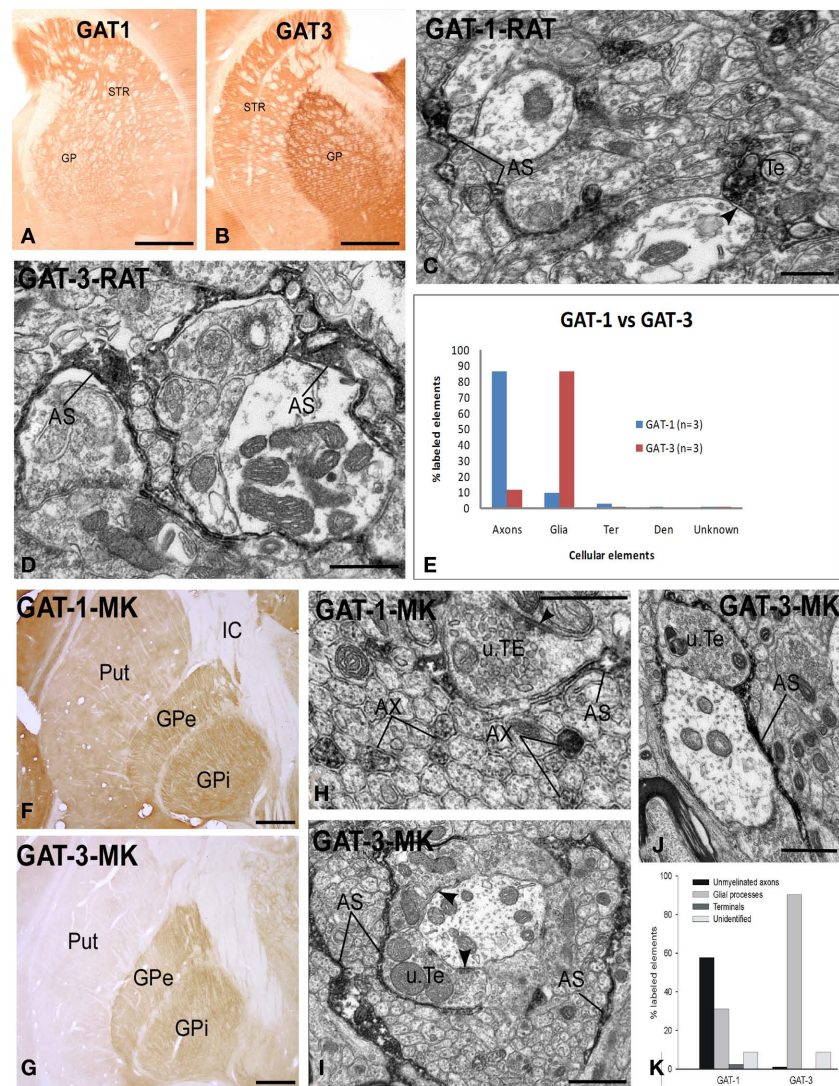 GAT1
STR
GP
A
GAT3
STR
GP
B
GAT-1-RAT
AS
Te
C
GAT-3-RAT
AS
AS
D
GAT-1 vs GAT-3
% labeled elements
100
90
80
70
60
50
40
30
20
10
0
GAT-1 (n=3)
GAT-3 (n=3)
Axons Glia Ter Den Unknown
Cellular elements
E
GAT-1-MK
IC
Put
GPe
GPi
F
GAT-3-MK
Put
GPe
GPi
G
GAT-1-MK
u.TE
AX
AS
AX
H
GAT-3-MK
AS
u.Te
AS
I
GAT-3-MK
u.Te
AS
J
Unmyelinated axons
Glial processes
Terminals
Unidentified
% labeled elements
100
80
60
40
20
0
GAT-1 GAT-3
K